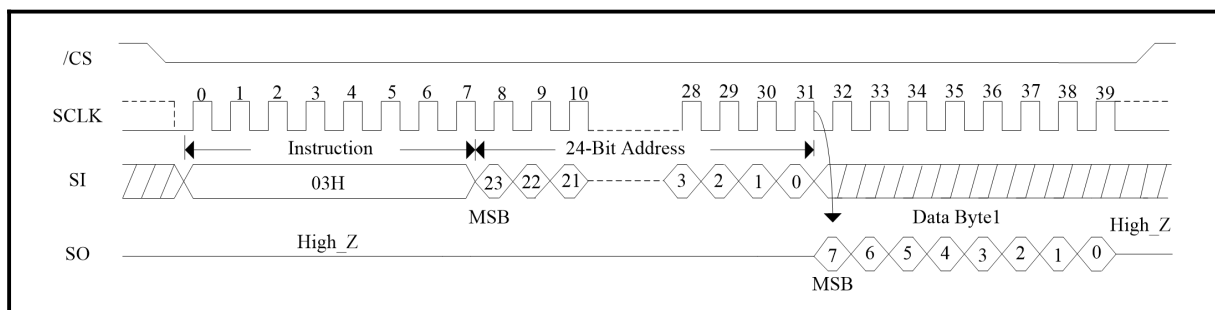 /CS
0 1 2 3 4 5 6 7 8 9 10 28 29 30 31 32 33 34 35 36 37 38 39
SCLK
Instruction 24-Bit Address
SI 03H 23 22 21 3 2 1 0
MSB Data Byte1
High_Z High_Z
SO 7 6 5 4 3 2 1 0
MSB